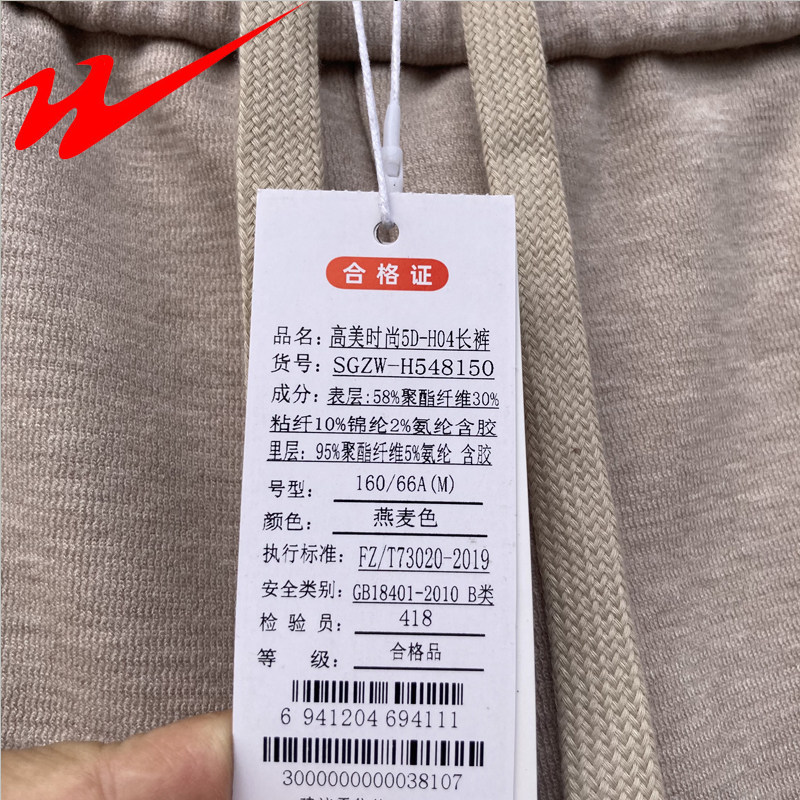 合格证
品名: 高美时尚5D-H04长裤
货号: SGZW-H548150
成分: 表层:58%聚酯纤维30%
粘纤10%锦纶2%氨纶含胶
里层: 95%聚酯纤维5%氨纶 含胶
号型: 160/66A(M)
颜色: 燕麦色
执行标准: FZ/T73020-2019
安全类别: GB18401-2010 B类
检验员: 418
等级: 合格品
6 941204 694111
3000000000038107